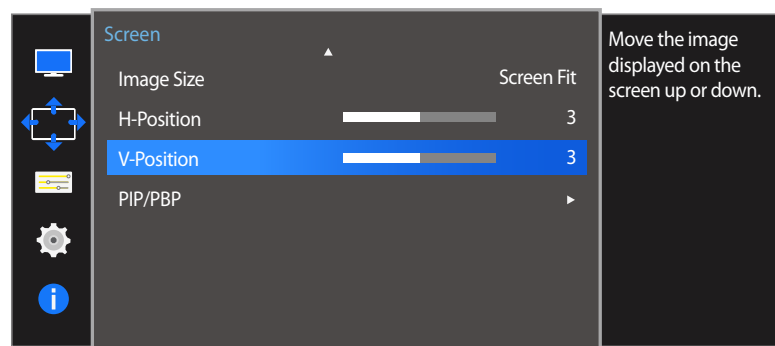 Screen
Image Size Screen Fit
H-Position 3
V-Position 3
PIP/PBP
Move the image
displayed on the
screen up or down.